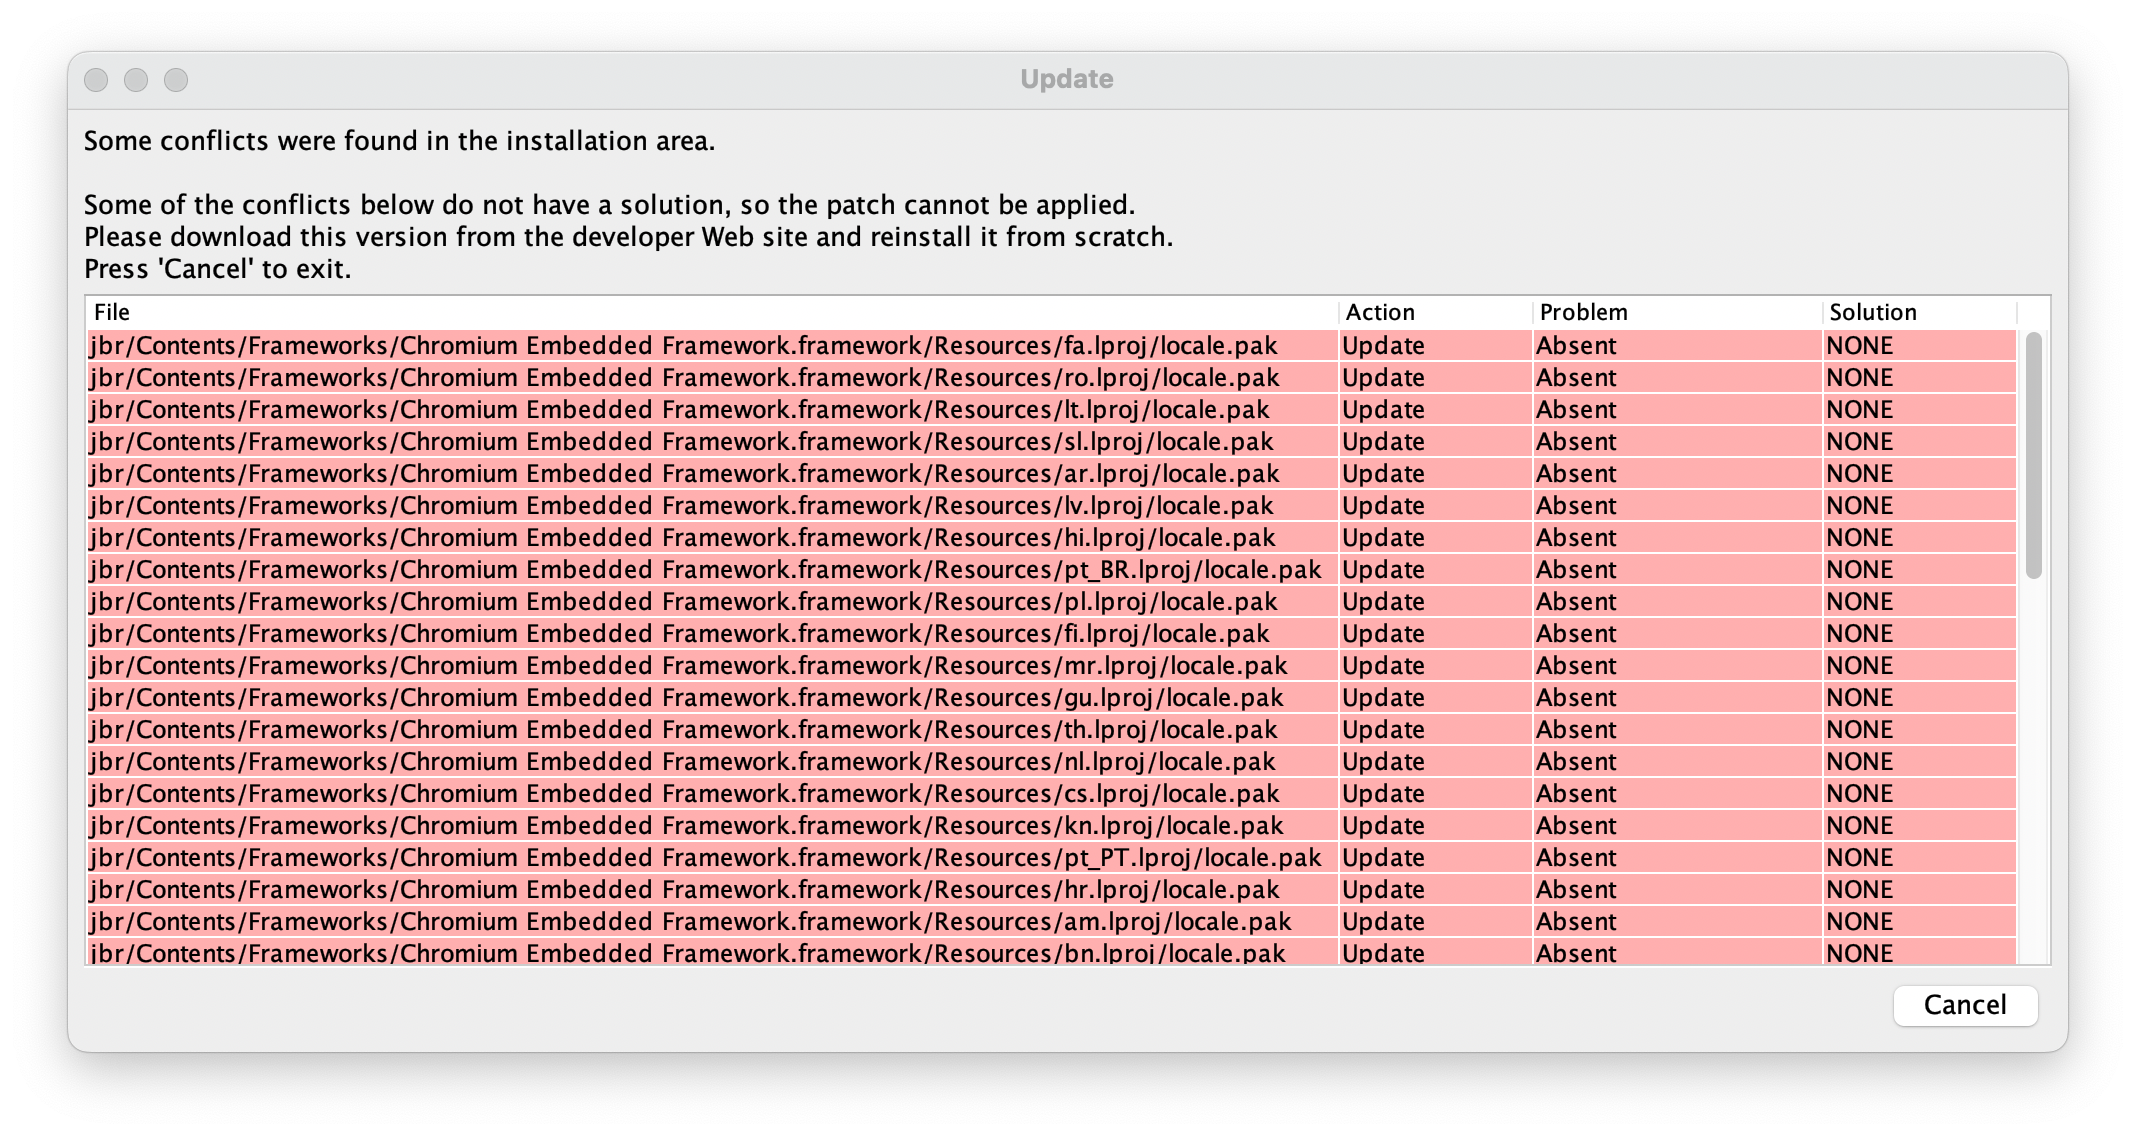 Update
Some conflicts were found in the installation area.
Some of the conflicts below do not have a solution, so the patch cannot be applied.
Please download this version from the developer Web site and reinstall it from scratch.
Press 'Cancel' to exit.
File Action Problem Solution
jbr/Contents/Frameworks/Chromium Embedded Framework.framework/Resources/fa.lproj/locale.pak Update Absent NONE
jbr/Contents/Frameworks/Chromium Embedded Framework.framework/Resources/ro.lproj/locale.pak Update Absent NONE
jbr/Contents/Frameworks/Chromium Embedded Framework.framework/Resources/lt.lproj/locale.pak Update Absent NONE
jbr/Contents/Frameworks/Chromium Embedded Framework.framework/Resources/sl.lproj/locale.pak Update Absent NONE
jbr/Contents/Frameworks/Chromium Embedded Framework.framework/Resources/ar.lproj/locale.pak Update Absent NONE
jbr/Contents/Frameworks/Chromium Embedded Framework.framework/Resources/lv.lproj/locale.pak Update Absent NONE
jbr/Contents/Frameworks/Chromium Embedded Framework.framework/Resources/hi.lproj/locale.pak Update Absent NONE
jbr/Contents/Frameworks/Chromium Embedded Framework.framework/Resources/pt_BR.lproj/locale.pak Update Absent NONE
jbr/Contents/Frameworks/Chromium Embedded Framework.framework/Resources/pl.lproj/locale.pak Update Absent NONE
jbr/Contents/Frameworks/Chromium Embedded Framework.framework/Resources/fi.lproj/locale.pak Update Absent NONE
jbr/Contents/Frameworks/Chromium Embedded Framework.framework/Resources/mr.lproj/locale.pak Update Absent NONE
jbr/Contents/Frameworks/Chromium Embedded Framework.framework/Resources/gu.lproj/locale.pak Update Absent NONE
jbr/Contents/Frameworks/Chromium Embedded Framework.framework/Resources/th.lproj/locale.pak Update Absent NONE
jbr/Contents/Frameworks/Chromium Embedded Framework.framework/Resources/nl.lproj/locale.pak Update Absent NONE
jbr/Contents/Frameworks/Chromium Embedded Framework.framework/Resources/cs.lproj/locale.pak Update Absent NONE
jbr/Contents/Frameworks/Chromium Embedded Framework.framework/Resources/kn.lproj/locale.pak Update Absent NONE
jbr/Contents/Frameworks/Chromium Embedded Framework.framework/Resources/pt_PT.lproj/locale.pak Update Absent NONE
jbr/Contents/Frameworks/Chromium Embedded Framework.framework/Resources/hr.lproj/locale.pak Update Absent NONE
jbr/Contents/Frameworks/Chromium Embedded Framework.framework/Resources/am.lproj/locale.pak Update Absent NONE
jbr/Contents/Frameworks/Chromium Embedded Framework.framework/Resources/bn.lproj/locale.pak Update Absent NONE
Cancel